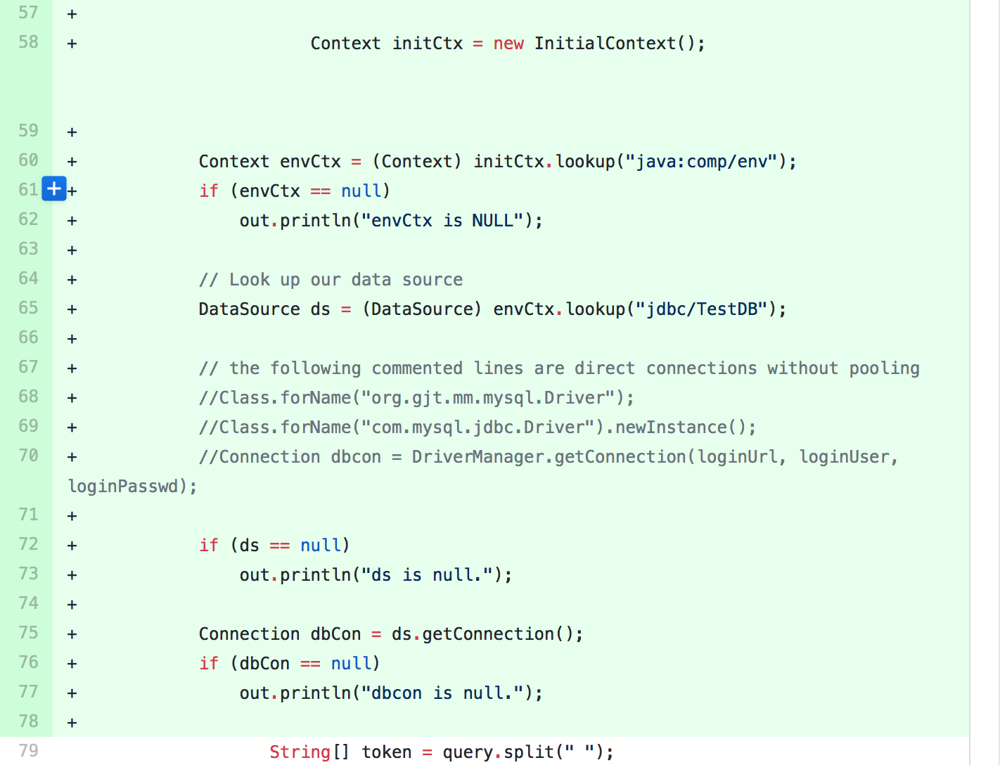 57 +
58 + Context initCtx = new InitialContext();
59 +
60 + Context envCtx = (Context) initCtx.lookup("java:comp/env");
61 + + if (envCtx == null)
62 + out.println("envCtx is NULL");
63 +
64 + // Look up our data source
65 + DataSource ds = (DataSource) envCtx.lookup("jdbc/TestDB");
66 +
67 + // the following commented lines are direct connections without pooling
68 + //Class.forName("org.gjt.mm.mysql.Driver");
69 + //Class.forName("com.mysql.jdbc.Driver").newInstance();
70 + //Connection dbcon = DriverManager.getConnection(loginUrl, loginUser,
loginPasswd);
71 +
72 + if (ds == null)
73 + out.println("ds is null.");
74 +
75 + Connection dbCon = ds.getConnection();
76 + if (dbCon == null)
77 + out.println("dbcon is null.");
78 +
79 String[] token = query.split(" ");